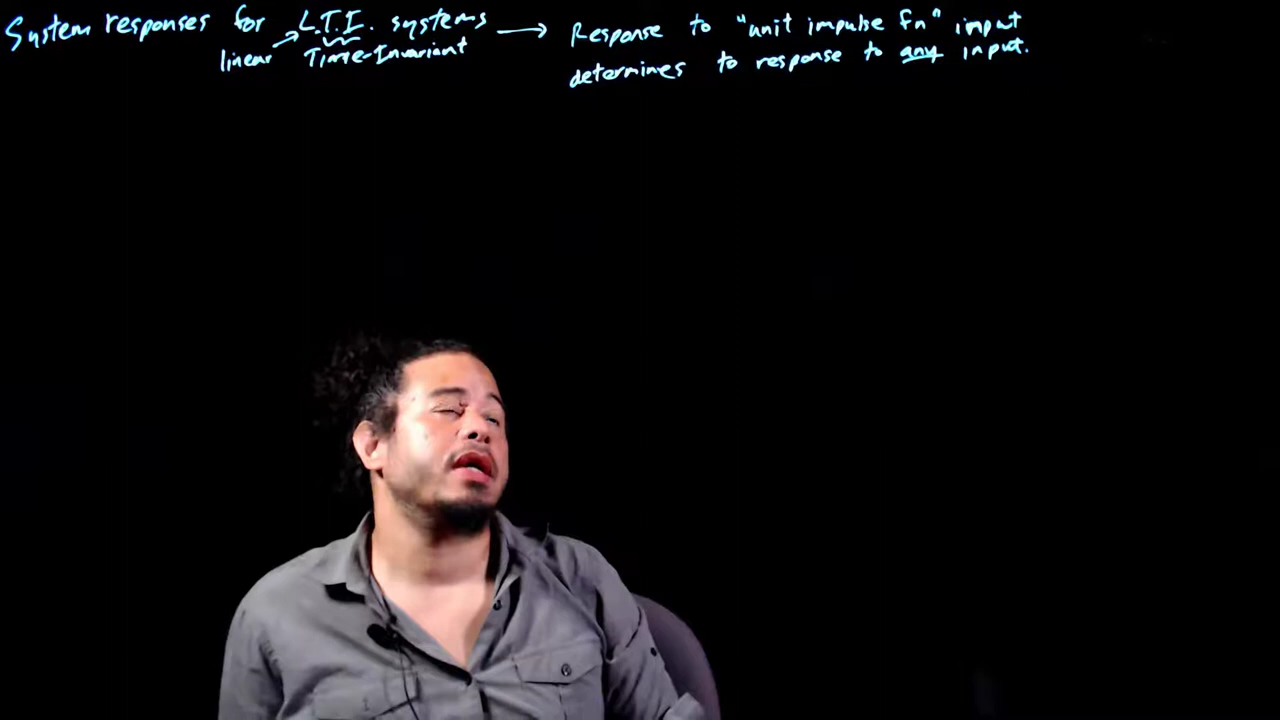 System responses for L.T.I. systems → Response to "unit impulse fn" input
linear Time-Invariant determines to response to any input.